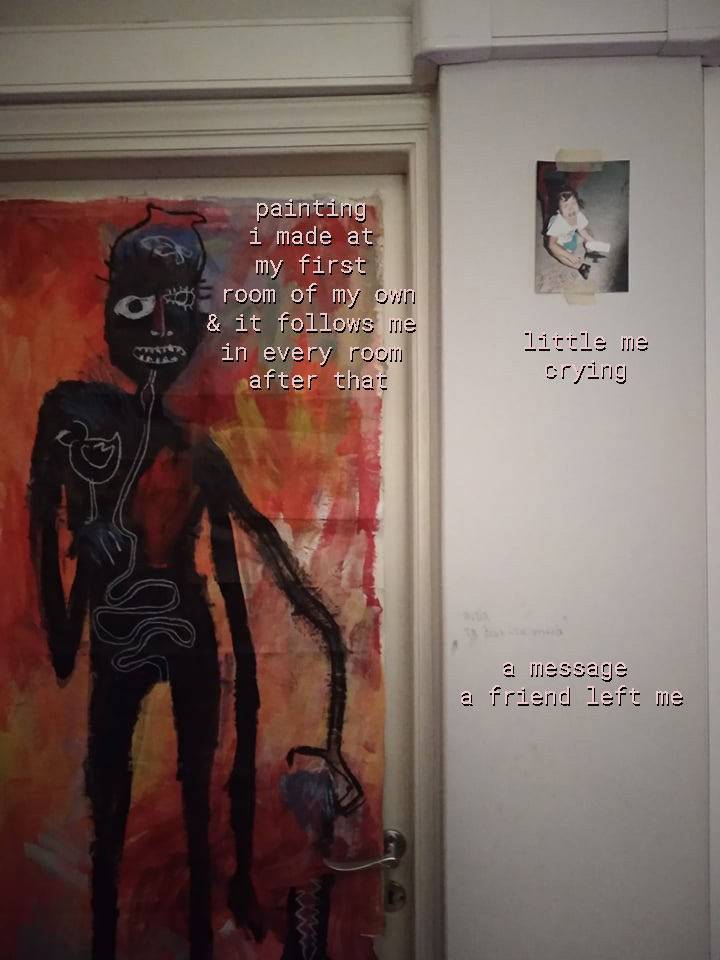 painting
i made at
my first
room of my own
& it follows me
in every room
after that
little me
crying
a message
a friend left me